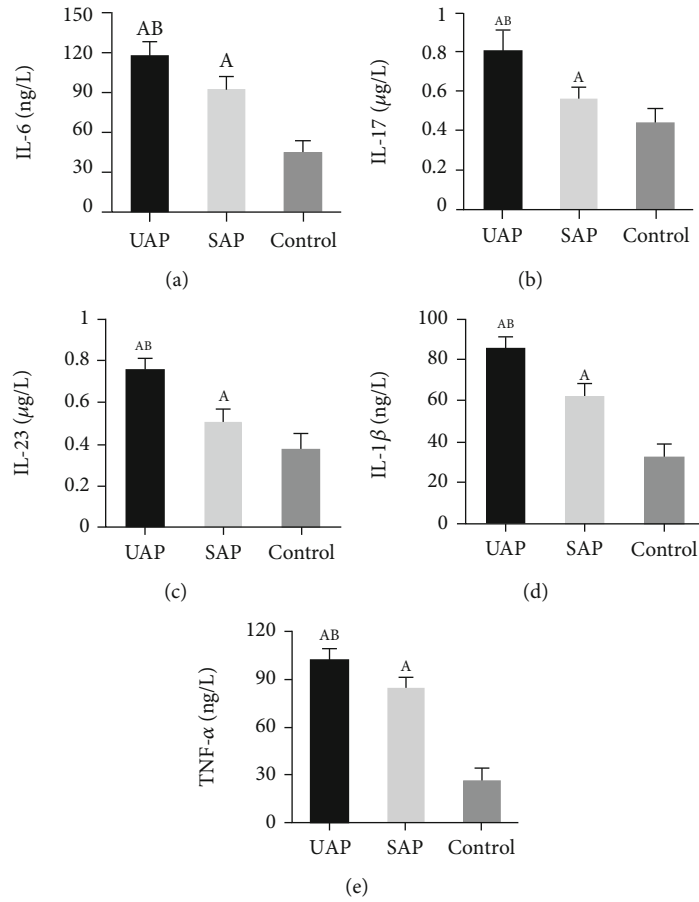 150
120
90
60
30
0
IL-6 (ng/L)
AB
A
UAP
SAP
Control
(a)
1
0.8
0.6
0.4
0.2
0
IL-17 (μg/L)
AB
A
UAP
SAP
Control
(b)
1
0.8
0.6
0.4
0.2
0
IL-23 (μg/L)
AB
A
UAP
SAP
Control
(c)
100
80
60
40
20
0
IL-1β (ng/L)
AB
A
UAP
SAP
Control
(d)
120
90
60
30
0
TNF-α (ng/L)
AB
A
UAP
SAP
Control
(e)